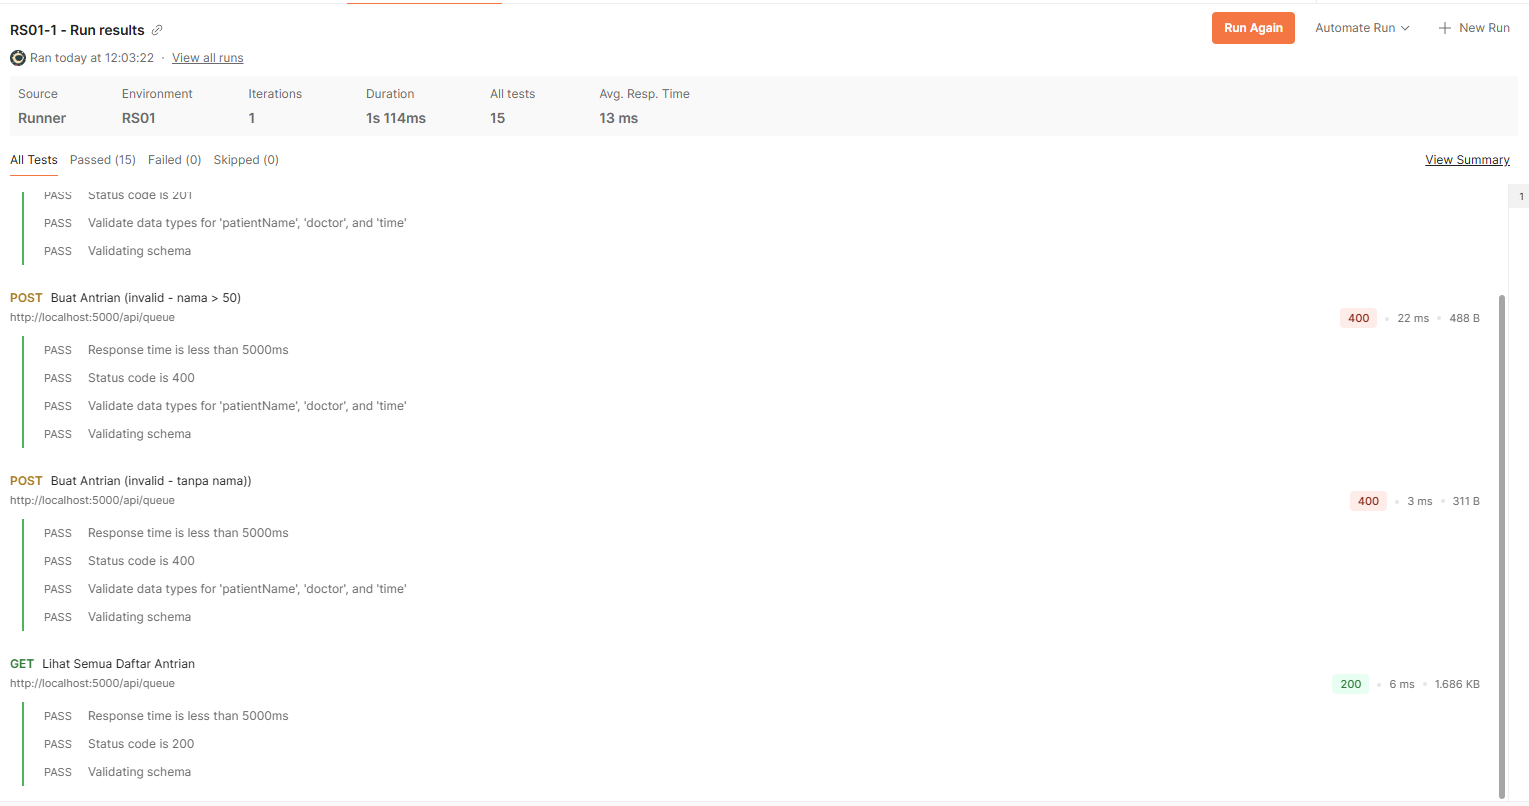 RS01-1 - Run results
Run Again
Automate Run
New Run
Ran today at 12:03:22 · View all runs
Source Environment Iterations Duration All tests Avg. Resp. Time
Runner RS01 1 1s 114ms 15 13 ms
All Tests Passed (15) Failed (0) Skipped (0) View Summary
1
PASS Status code is 201
PASS Validate data types for 'patientName', 'doctor', and 'time'
PASS Validating schema
POST Buat Antrian (invalid - nama > 50)
http://localhost:5000/api/queue
400 • 22 ms • 488 B
PASS Response time is less than 5000ms
PASS Status code is 400
PASS Validate data types for 'patientName', 'doctor', and 'time'
PASS Validating schema
POST Buat Antrian (invalid - tanpa nama))
http://localhost:5000/api/queue
400 • 3 ms • 311 B
PASS Response time is less than 5000ms
PASS Status code is 400
PASS Validate data types for 'patientName', 'doctor', and 'time'
PASS Validating schema
GET Lihat Semua Daftar Antrian
http://localhost:5000/api/queue
200 • 6 ms • 1.686 KB
PASS Response time is less than 5000ms
PASS Status code is 200
PASS Validating schema